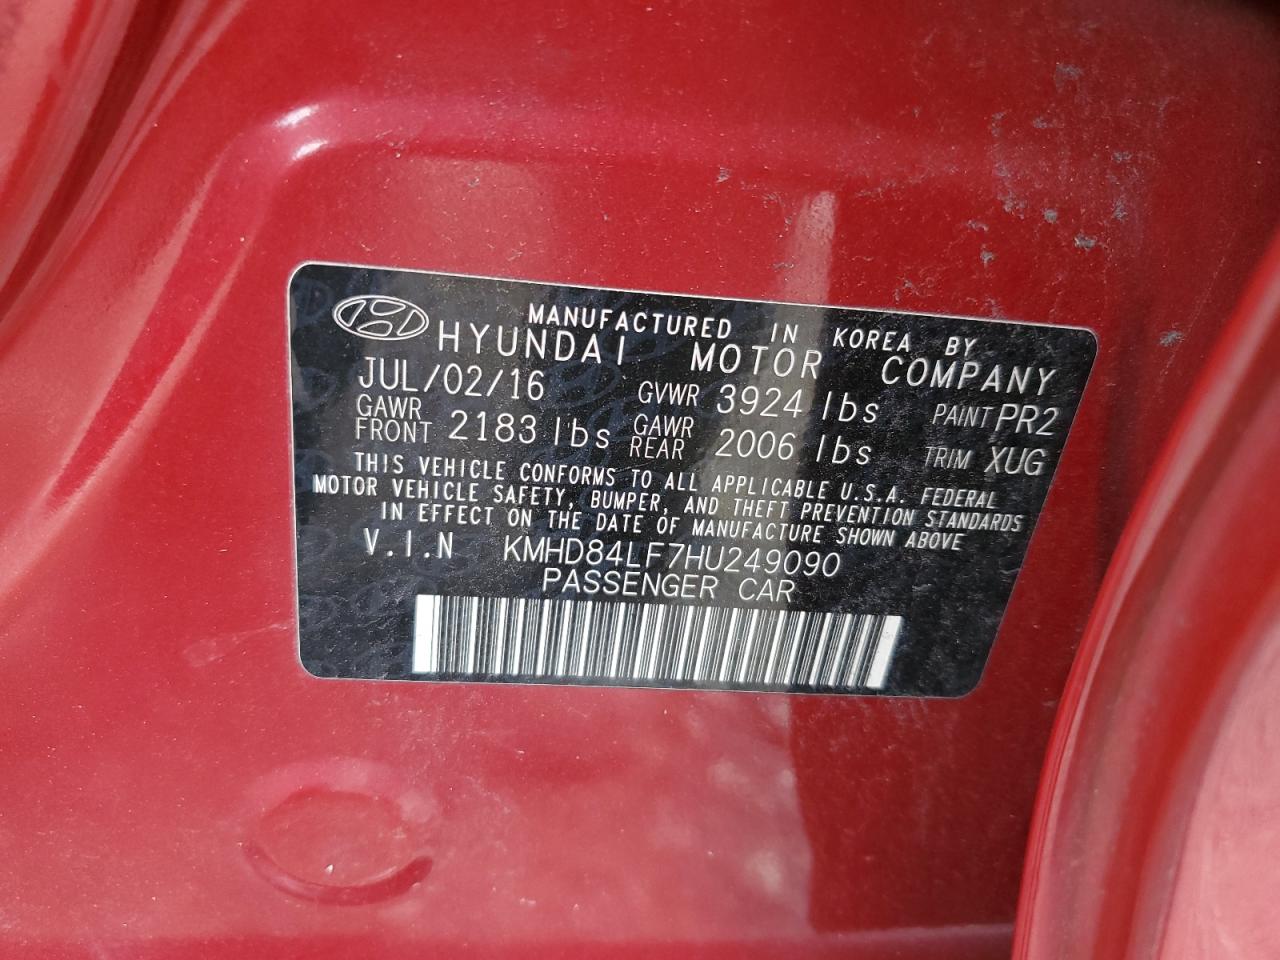 MANUFACTURED IN KOREA BY
HYUNDAI MOTOR COMPANY
JUL/02/16 GVWR 3924 lbs PAINT PR2
GAWR FRONT 2183 lbs GAWR REAR 2006 lbs TRIM XUG
THIS VEHICLE CONFORMS TO ALL APPLICABLE U.S.A. FEDERAL
MOTOR VEHICLE SAFETY, BUMPER, AND THEFT PREVENTION STANDARDS
IN EFFECT ON THE DATE OF MANUFACTURE SHOWN ABOVE
V.I.N KMHD84LF7HU249090
PASSENGER CAR